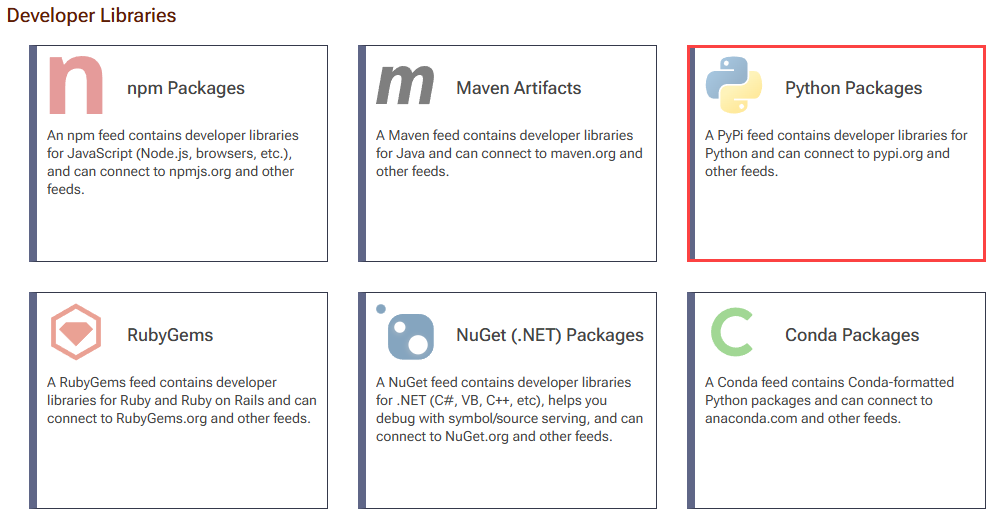 Developer Libraries
npm Packages
An npm feed contains developer libraries
for JavaScript (Node.js, browsers, etc.),
and can connect to npmjs.org and other
feeds.
Maven Artifacts
A Maven feed contains developer libraries
for Java and can connect to maven.org and
other feeds.
Python Packages
A PyPi feed contains developer libraries for
Python and can connect to pypi.org and
other feeds.
RubyGems
A RubyGems feed contains developer
libraries for Ruby and Ruby on Rails and can
connect to RubyGems.org and other feeds.
NuGet (.NET) Packages
A NuGet feed contains developer libraries
for .NET (C#, VB, C++, etc), helps you
debug with symbol/source serving, and can
connect to NuGet.org and other feeds.
Conda Packages
A Conda feed contains Conda-formatted
Python packages and can connect to
anaconda.com and other feeds.